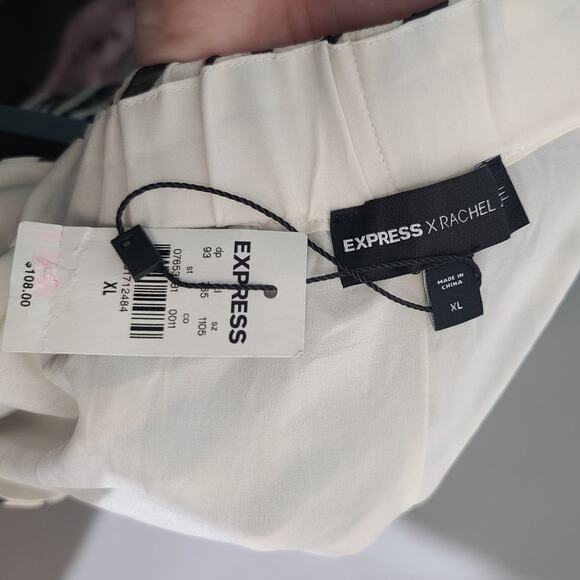 EXPRESS X RACHEL
MADE IN
CHINA
XL
EXPRESS
dp
st
sz
93
1105
co
0011
XL
$108.00